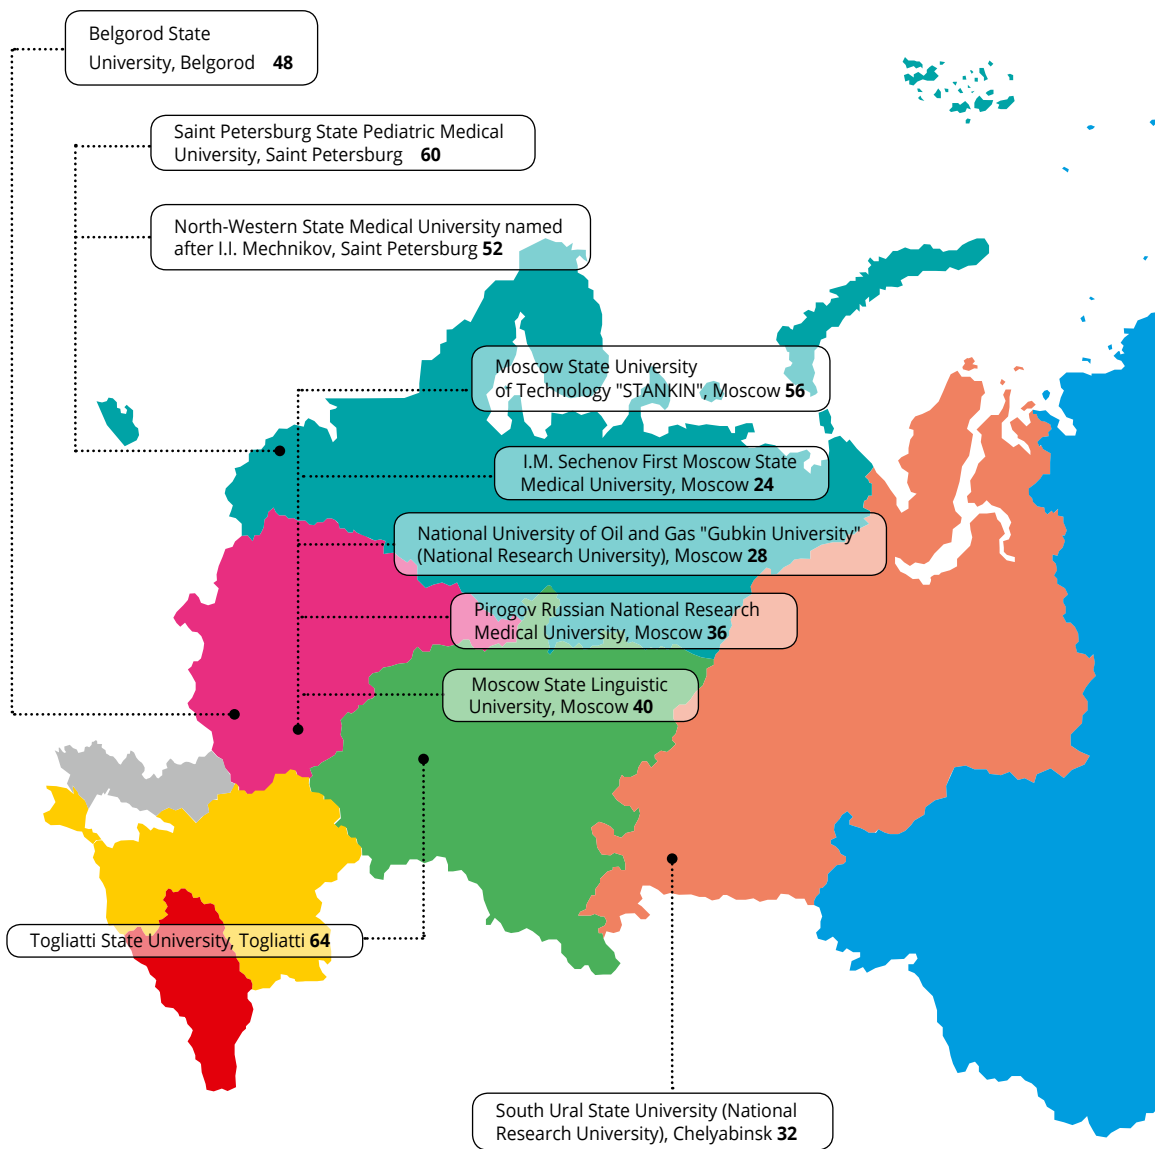 Belgorod State
University, Belgorod 48
Saint Petersburg State Pediatric Medical
University, Saint Petersburg 60
North-Western State Medical University named
after I.I. Mechnikov, Saint Petersburg 52
Moscow State University
of Technology "STANKIN", Moscow 56
I.M. Sechenov First Moscow State
Medical University, Moscow 24
National University of Oil and Gas "Gubkin University"
(National Research University), Moscow 28
Pirogov Russian National Research
Medical University, Moscow 36
Moscow State Linguistic
University, Moscow 40
Togliatti State University, Togliatti 64
South Ural State University (National
Research University), Chelyabinsk 32